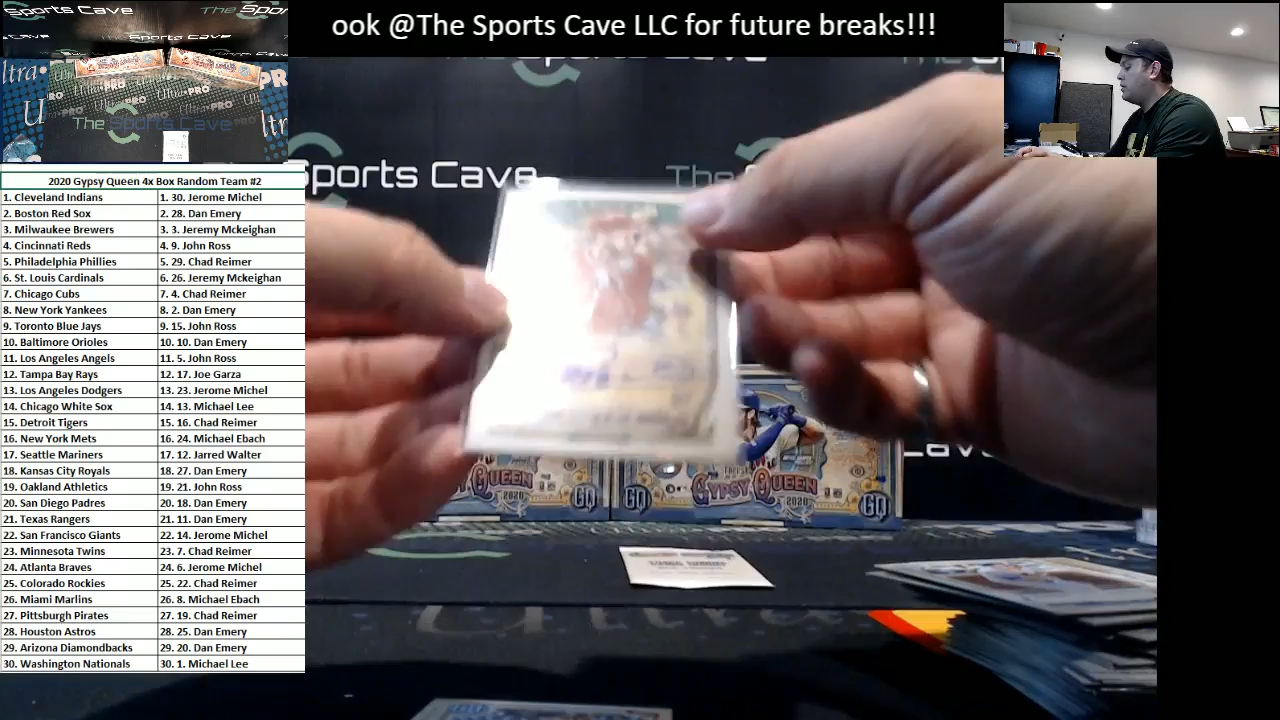 ook @The Sports Cave LLC for future breaks!!!
The Sports Cave
Sports Cave
The
2020 Gypsy Queen 4x Box Random Team #2
1. Cleveland Indians 1. 30. Jerome Michel
2. Boston Red Sox 2. 28. Dan Emery
3. Milwaukee Brewers 3. 3. Jeremy Mckeighan
4. Cincinnati Reds 4. 9. John Ross
5. Philadelphia Phillies 5. 29. Chad Reimer
6. St. Louis Cardinals 6. 26. Jeremy Mckeighan
7. Chicago Cubs 7. 4. Chad Reimer
8. New York Yankees 8. 2. Dan Emery
9. Toronto Blue Jays 9. 15. John Ross
10. Baltimore Orioles 10. 10. Dan Emery
11. Los Angeles Angels 11. 5. John Ross
12. Tampa Bay Rays 12. 17. Joe Garza
13. Los Angeles Dodgers 13. 23. Jerome Michel
14. Chicago White Sox 14. 13. Michael Lee
15. Detroit Tigers 15. 16. Chad Reimer
16. New York Mets 16. 24. Michael Ebach
17. Seattle Mariners 17. 12. Jarred Walter
18. Kansas City Royals 18. 27. Dan Emery
19. Oakland Athletics 19. 21. John Ross
20. San Diego Padres 20. 18. Dan Emery
21. Texas Rangers 21. 11. Dan Emery
22. San Francisco Giants 22. 14. Jerome Michel
23. Minnesota Twins 23. 7. Chad Reimer
24. Atlanta Braves 24. 6. Jerome Michel
25. Colorado Rockies 25. 22. Chad Reimer
26. Miami Marlins 26. 8. Michael Ebach
27. Pittsburgh Pirates 27. 19. Chad Reimer
28. Houston Astros 28. 25. Dan Emery
29. Arizona Diamondbacks 29. 20. Dan Emery
30. Washington Nationals 30. 1. Michael Lee
QUEEN 2020 GQ
GYPSY QUEEN 2020 GQ